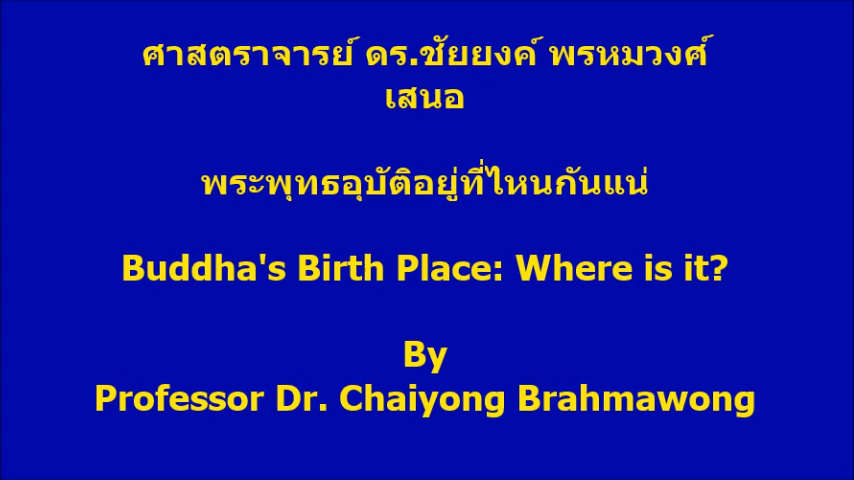 ศาสตราจารย์ ดร.ชัยยงค์ พรหมวงศ์
เสนอ
พระพุทธอุบัติอยู่ที่ไหนกันแน่
Buddha's Birth Place: Where is it?
By
Professor Dr. Chaiyong Brahmawong